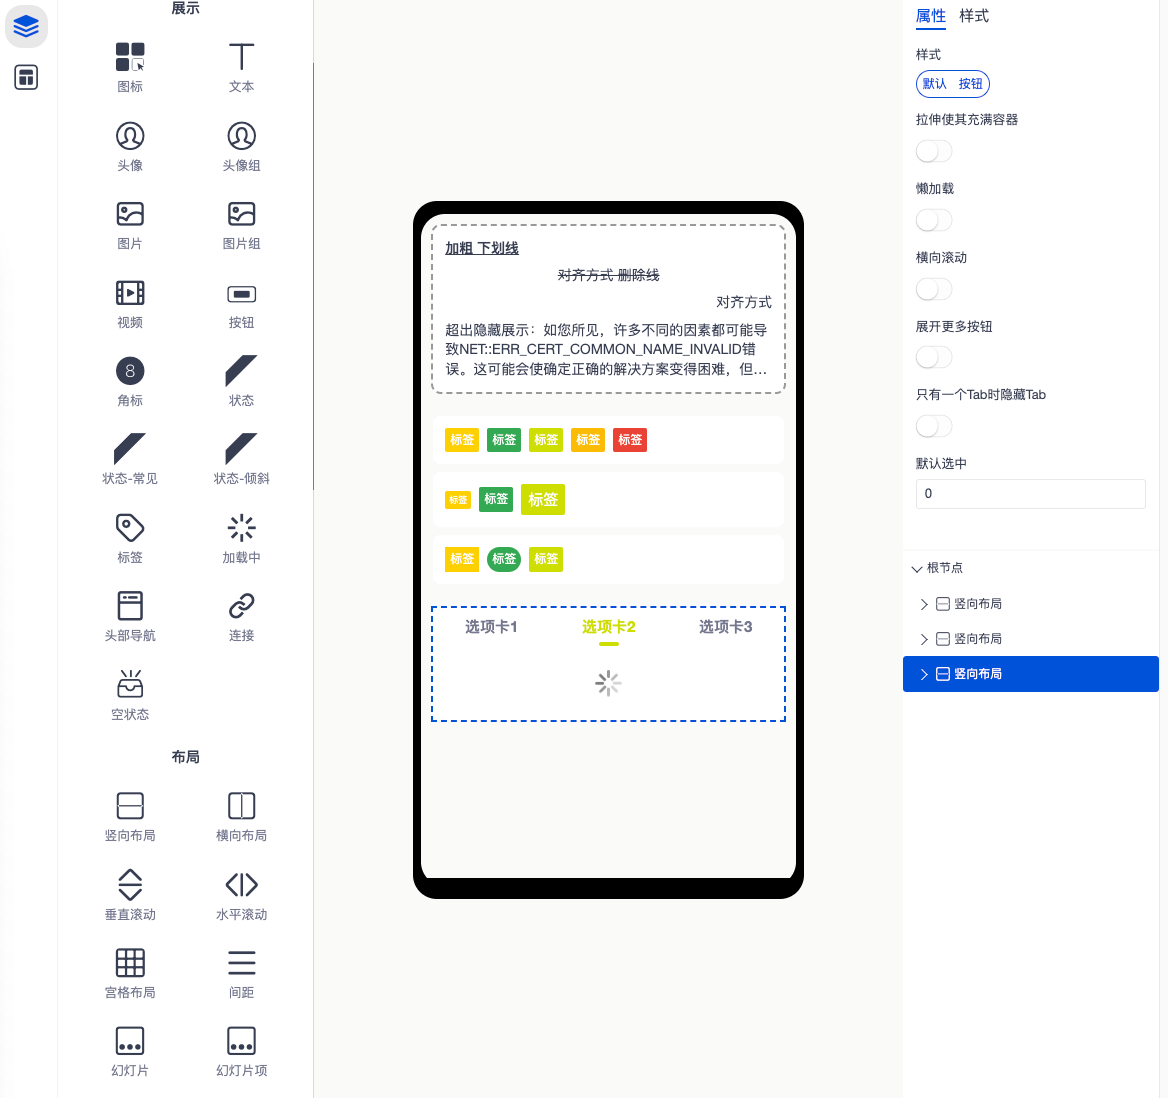 展示
图标
文本
头像
头像组
图片
图片组
视频
按钮
8
角标
状态
状态-常见
状态-倾斜
标签
加载中
头部导航
连接
空状态
布局
竖向布局
横向布局
垂直滚动
水平滚动
宫格布局
间距
幻灯片
幻灯片项
加粗 下划线
对齐方式 删除线
对齐方式
超出隐藏展示：如您所见，许多不同的因素都可能导
致NET::ERR_CERT_COMMON_NAME_INVALID错
误。这可能会使确定正确的解决方案变得困难，但...
标签 标签 标签 标签 标签
标签 标签 标签
标签 标签 标签
选项卡1 选项卡2 选项卡3
属性 样式
样式
默认 按钮
拉伸使其充满容器
懒加载
横向滚动
展开更多按钮
只有一个Tab时隐藏Tab
默认选中
0
根节点
竖向布局
竖向布局
竖向布局